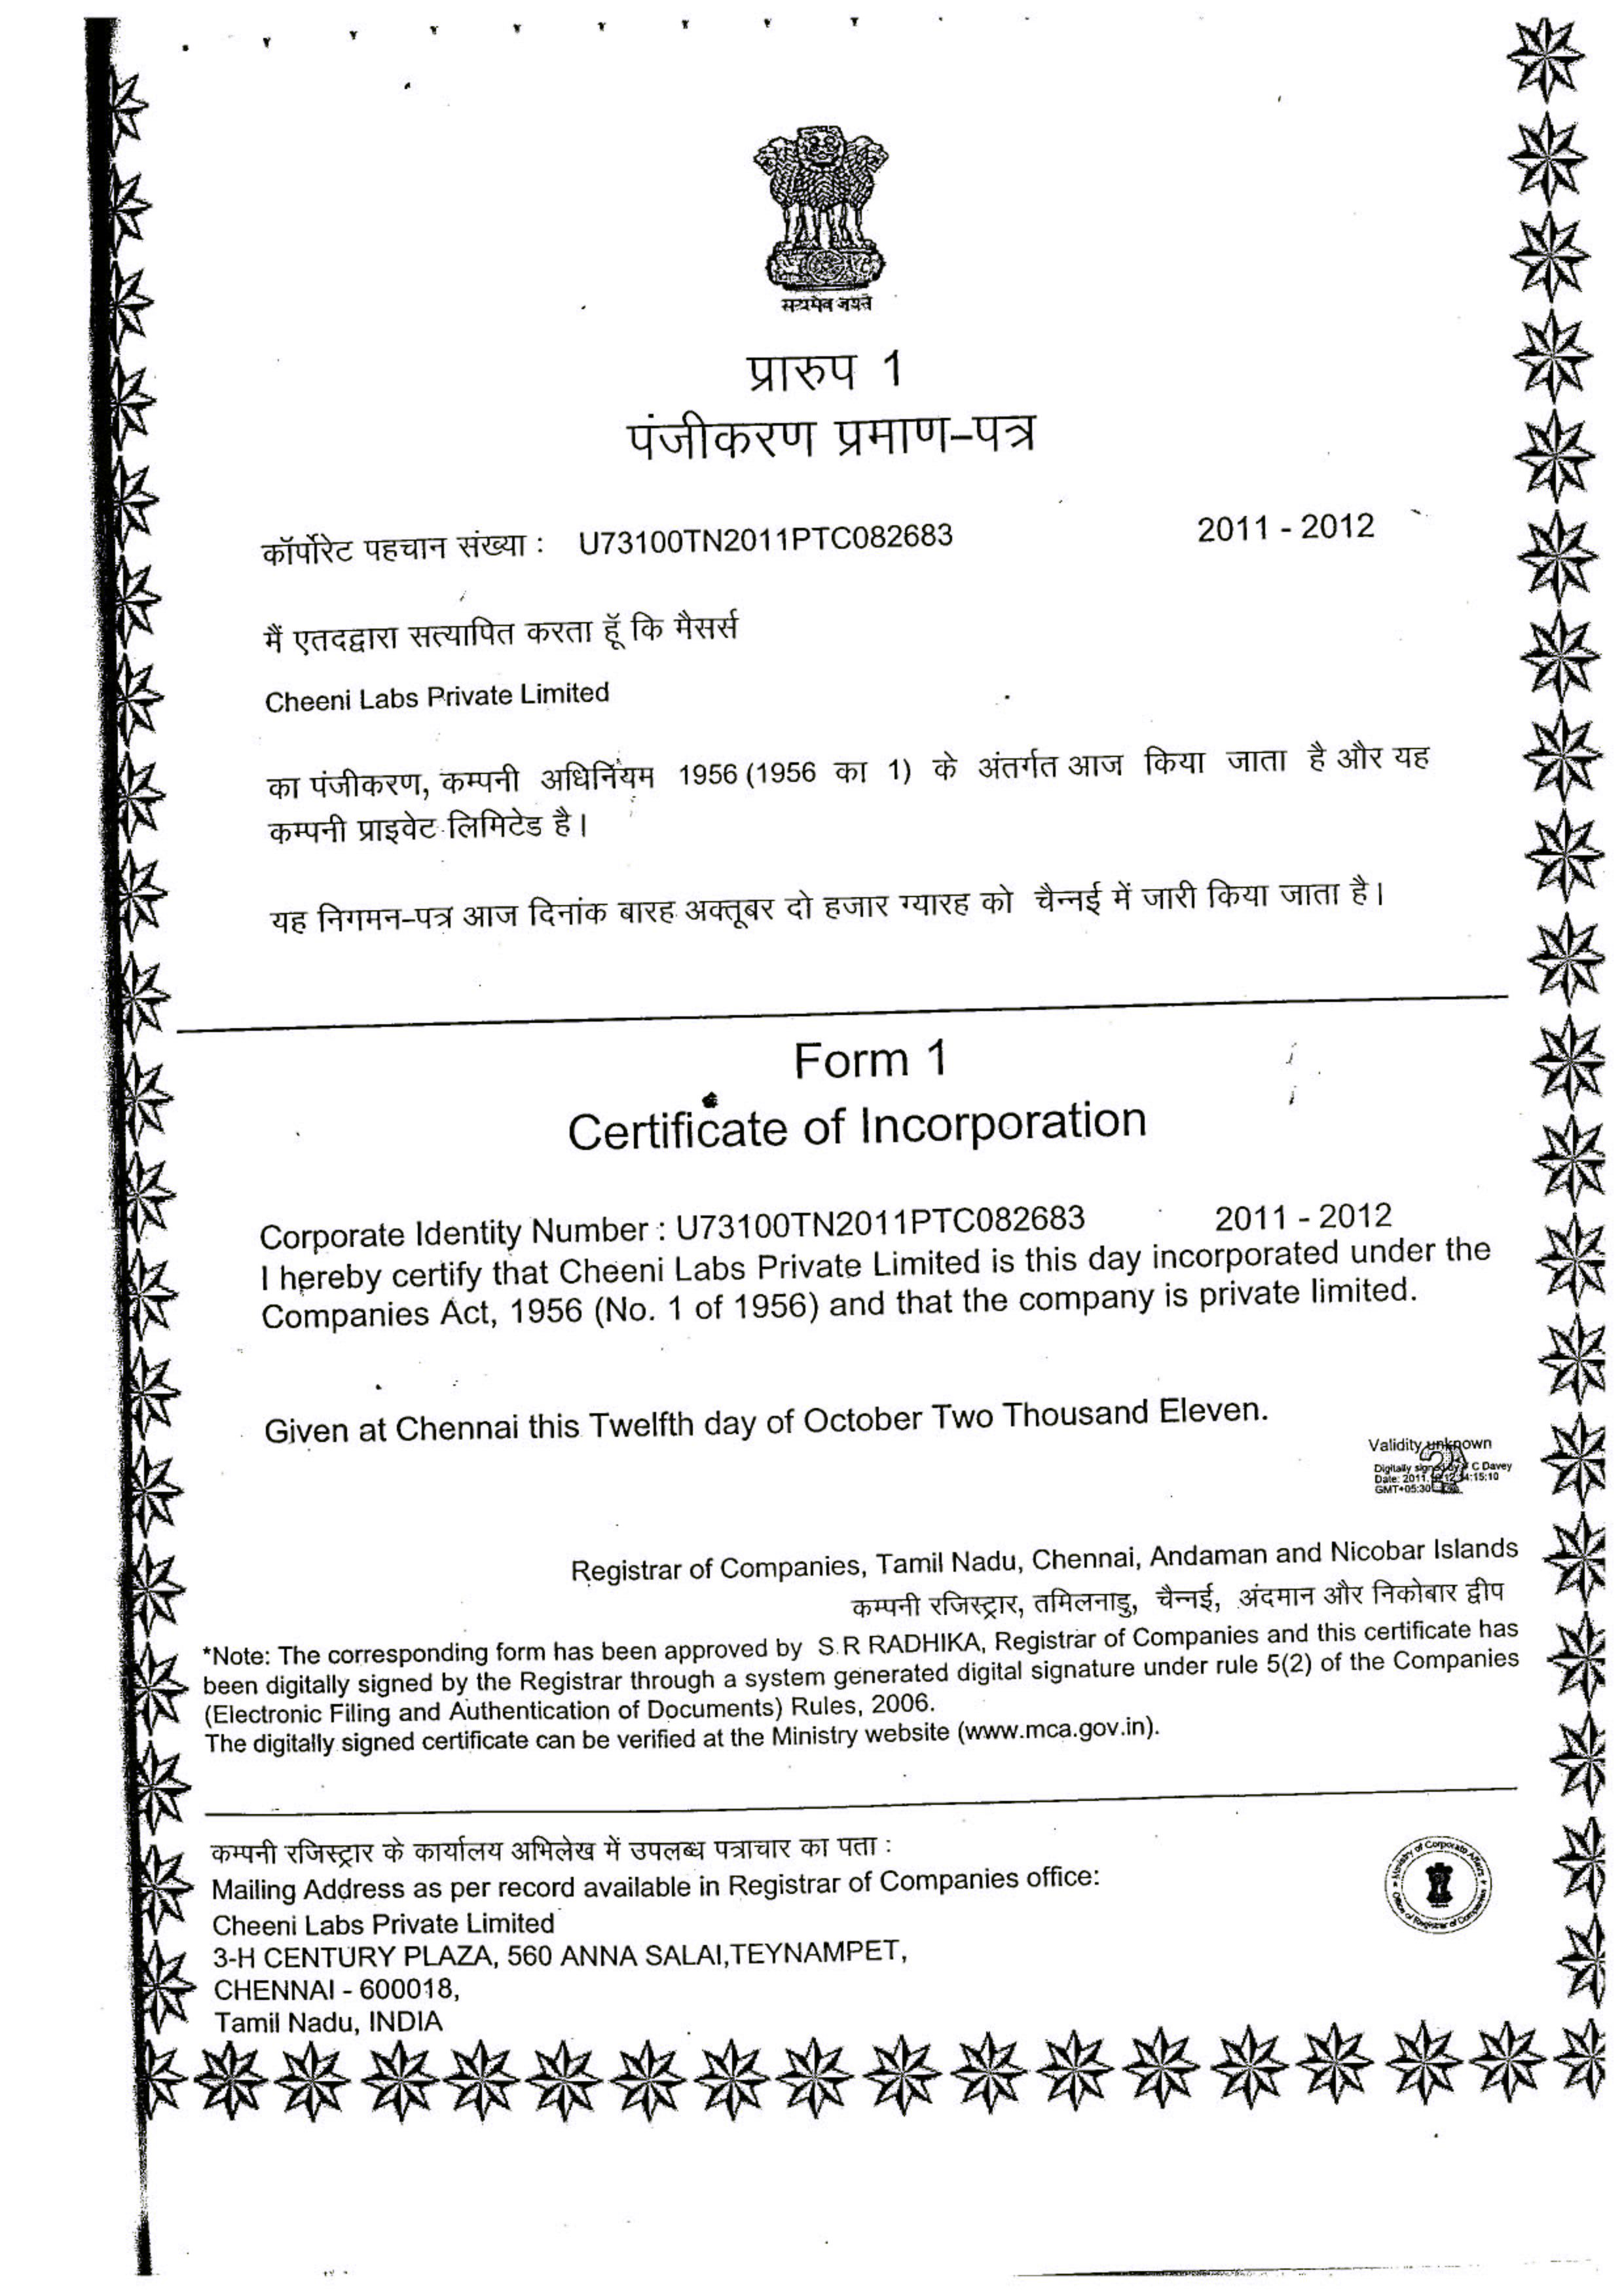 सत्यमेव जयते
प्रारुप 1
पंजीकरण प्रमाण-पत्र
कॉर्पोरेट पहचान संख्या : U73100TN2011PTC082683 2011 - 2012
मैं एतदद्वारा सत्यापित करता हूँ कि मैसर्स
Cheeni Labs Private Limited
का पंजीकरण, कम्पनी अधिनियम 1956 (1956 का 1) के अंतर्गत आज किया जाता है और यह
कम्पनी प्राइवेट लिमिटेड है।
यह निगमन-पत्र आज दिनांक बारह अक्तूबर दो हजार ग्यारह को चैन्नई में जारी किया जाता है।
Form 1
Certificate of Incorporation
Corporate Identity Number : U73100TN2011PTC082683 2011 - 2012
I hereby certify that Cheeni Labs Private Limited is this day incorporated under the
Companies Act, 1956 (No. 1 of 1956) and that the company is private limited.
Given at Chennai this Twelfth day of October Two Thousand Eleven.
Validity unknown
Digitally signed by C Davey
Date: 2011.10.12 14:15:10
GMT+05:30
Registrar of Companies, Tamil Nadu, Chennai, Andaman and Nicobar Islands
कम्पनी रजिस्ट्रार, तमिलनाडु, चैन्नई, अंदमान और निकोबार द्वीप
*Note: The corresponding form has been approved by S.R RADHIKA, Registrar of Companies and this certificate has
been digitally signed by the Registrar through a system generated digital signature under rule 5(2) of the Companies
(Electronic Filing and Authentication of Documents) Rules, 2006.
The digitally signed certificate can be verified at the Ministry website (www.mca.gov.in).
कम्पनी रजिस्ट्रार के कार्यालय अभिलेख में उपलब्ध पत्राचार का पता :
Mailing Address as per record available in Registrar of Companies office:
Cheeni Labs Private Limited
3-H CENTURY PLAZA, 560 ANNA SALAI,TEYNAMPET,
CHENNAI - 600018,
Tamil Nadu, INDIA
Ministry of Corporate Affairs
Office of Registrar of Companies